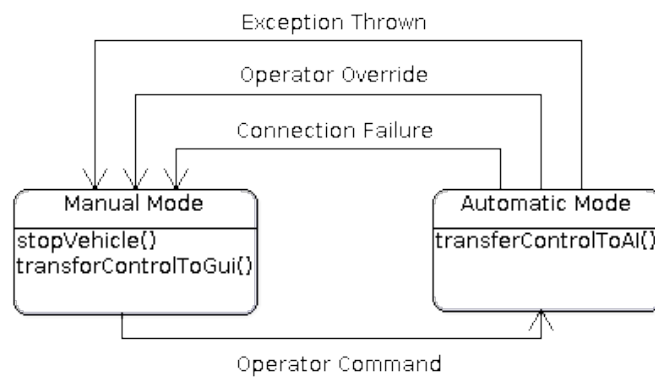 Exception Thrown
Operator Override
Connection Failure
Manual Mode
stopVehicle()
transforControlToGui()
Automatic Mode
transferControlToAI()
Operator Command